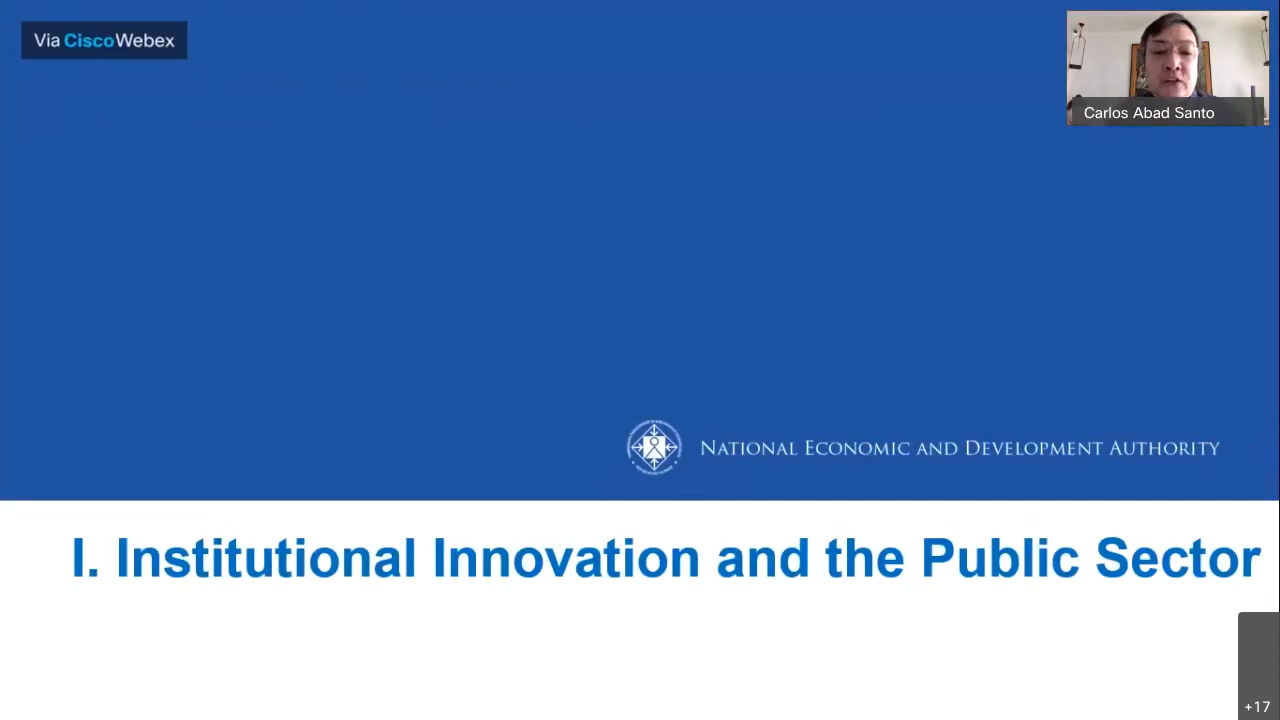 Via CiscoWebex
Carlos Abad Santo
NATIONAL ECONOMIC AND DEVELOPMENT AUTHORITY
I. Institutional Innovation and the Public Sector
+17